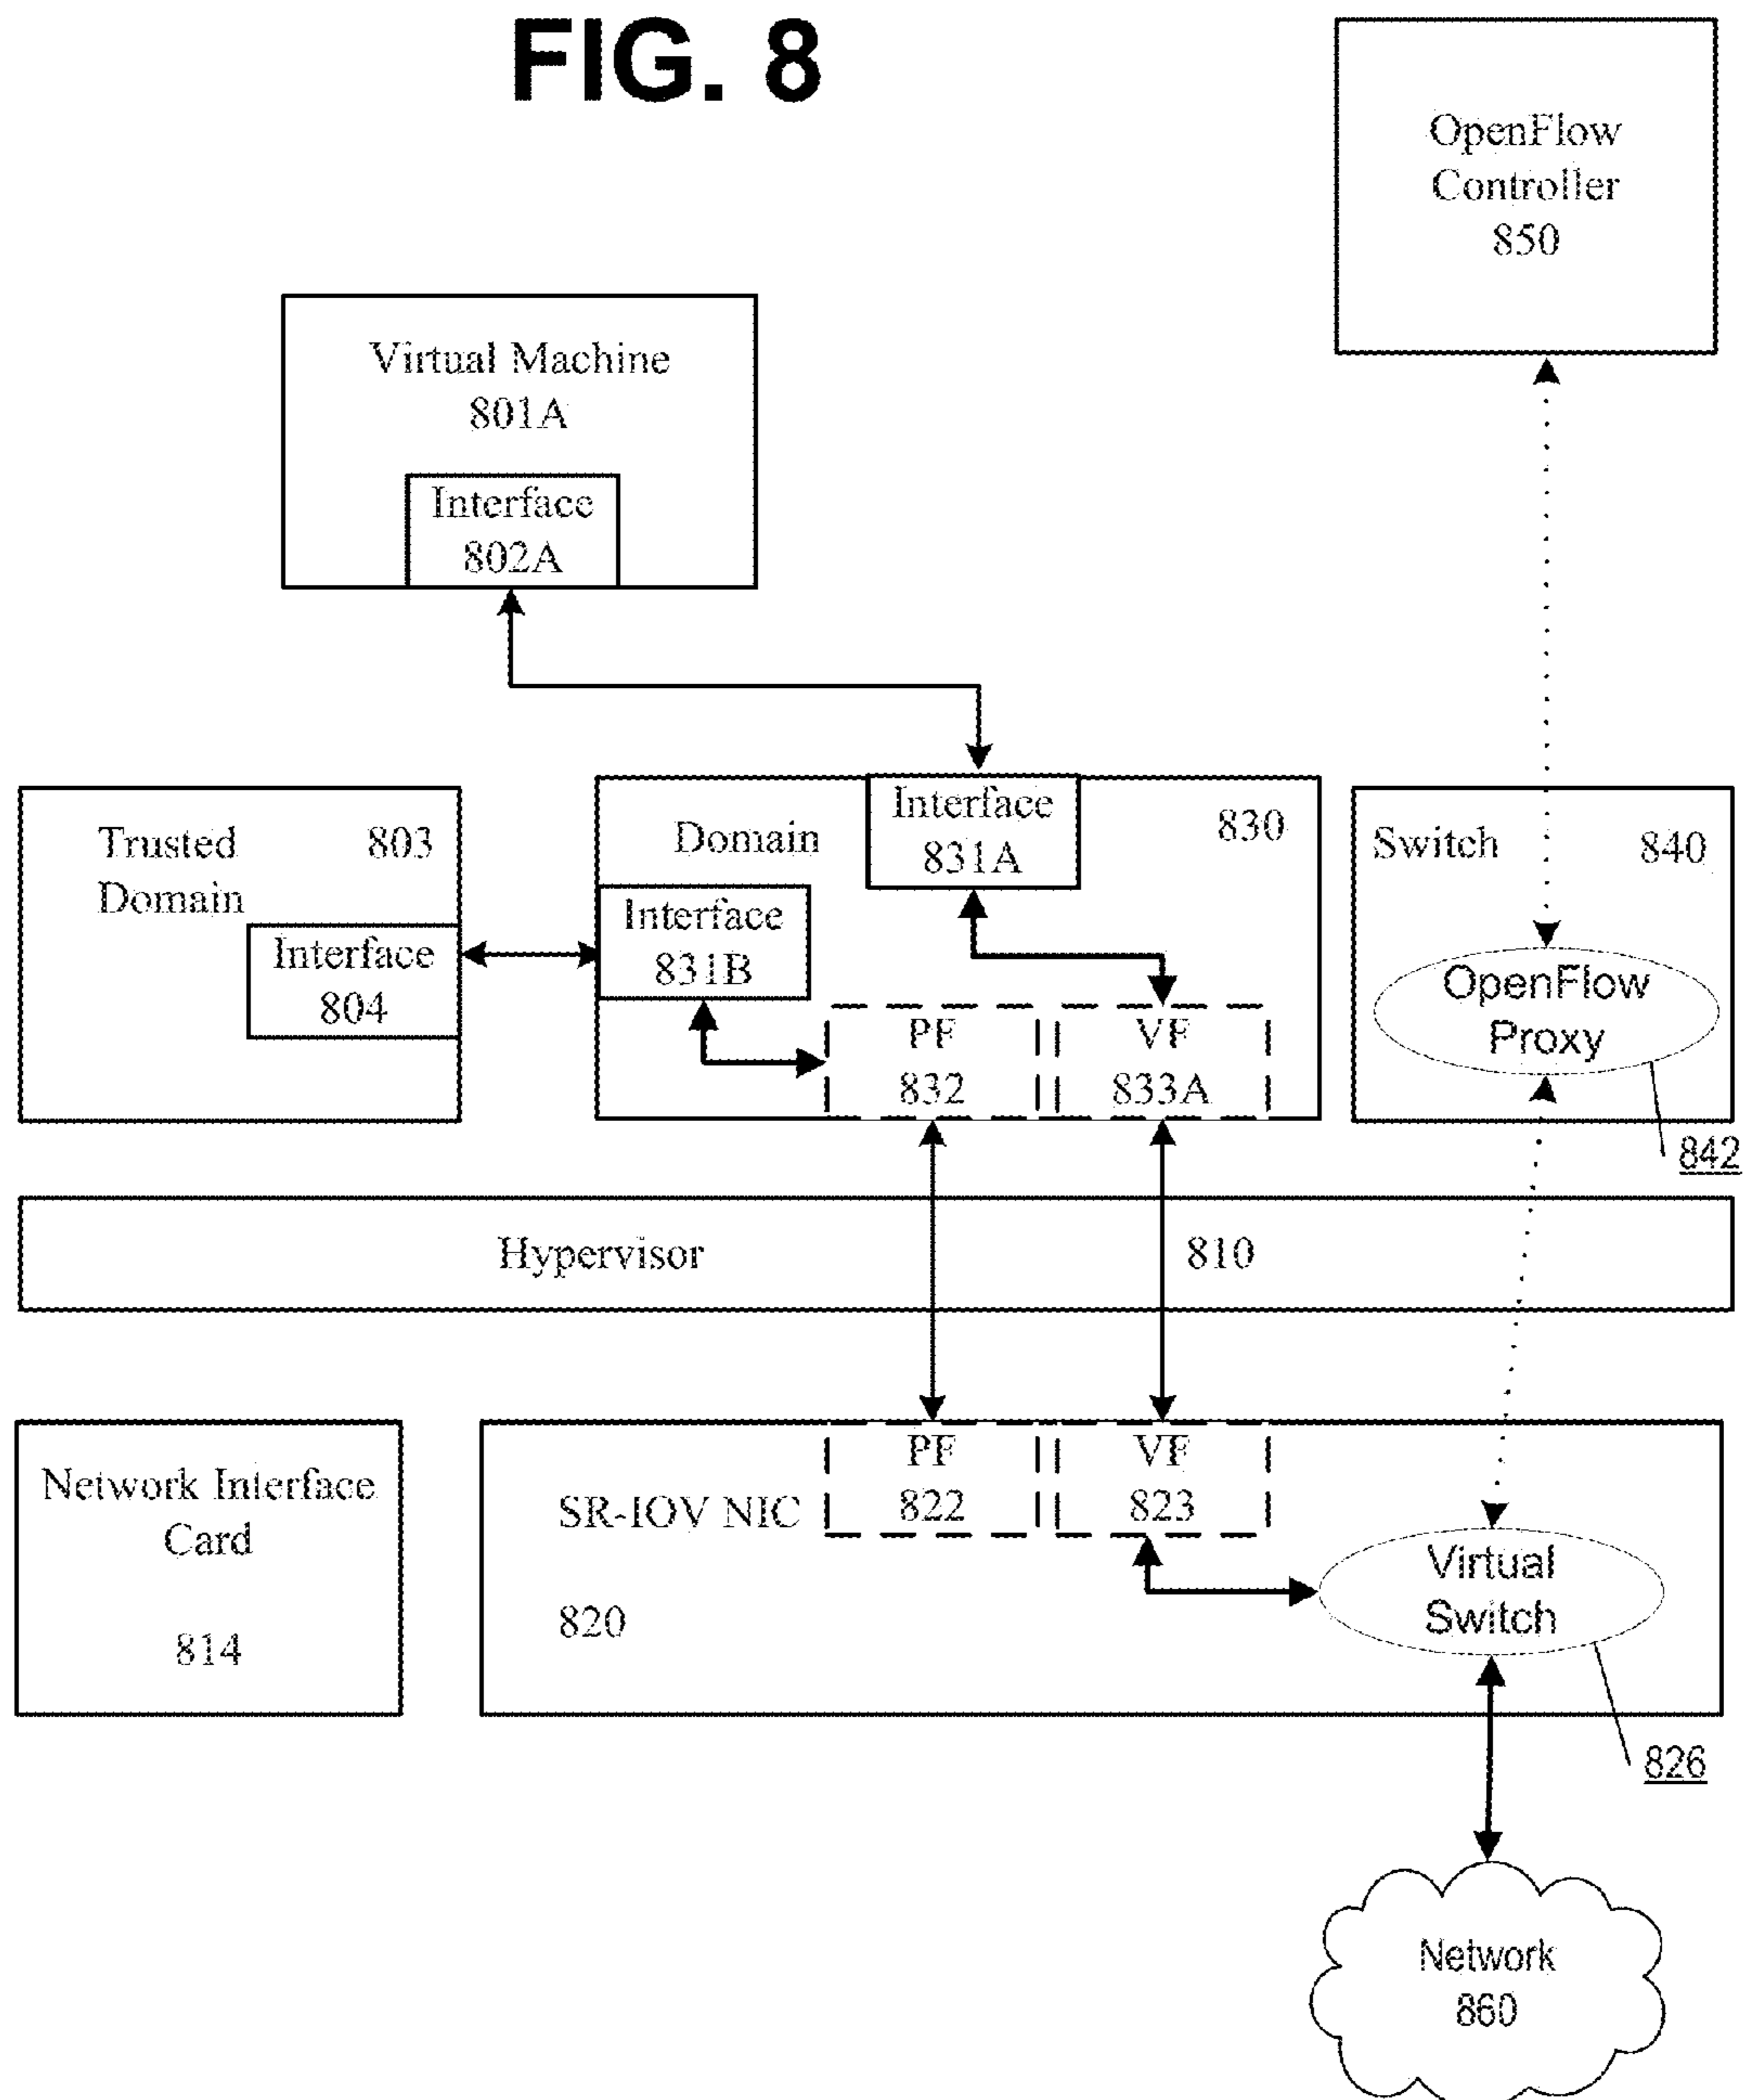 FIG. 8
OpenFlow
Controller
850
Virtual Machine
801A
Interface
802A
Trusted
Domain
803
Interface
804
Domain
830
Interface
831A
Interface
831B
PF
832
VF
833A
Switch
840
OpenFlow
Proxy
842
Hypervisor
810
Network Interface
Card
814
SR-IOV NIC
820
PF
822
VF
823
Virtual
Switch
826
Network
860